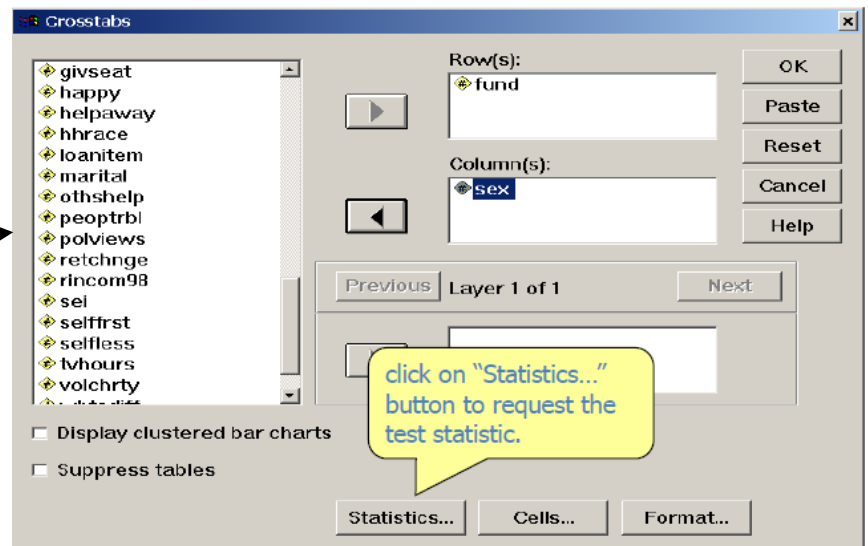 Crosstabs
givseat
happy
helpaway
hhrace
loanitem
marital
othshelp
peoptrbl
polviews
retchnge
rincom98
sei
selffrst
selfless
tvhours
volchrty
Row(s):
fund
Column(s):
sex
OK
Paste
Reset
Cancel
Help
Previous
Layer 1 of 1
Next
click on “Statistics…”
button to request the
test statistic.
Display clustered bar charts
Suppress tables
Statistics...
Cells...
Format...